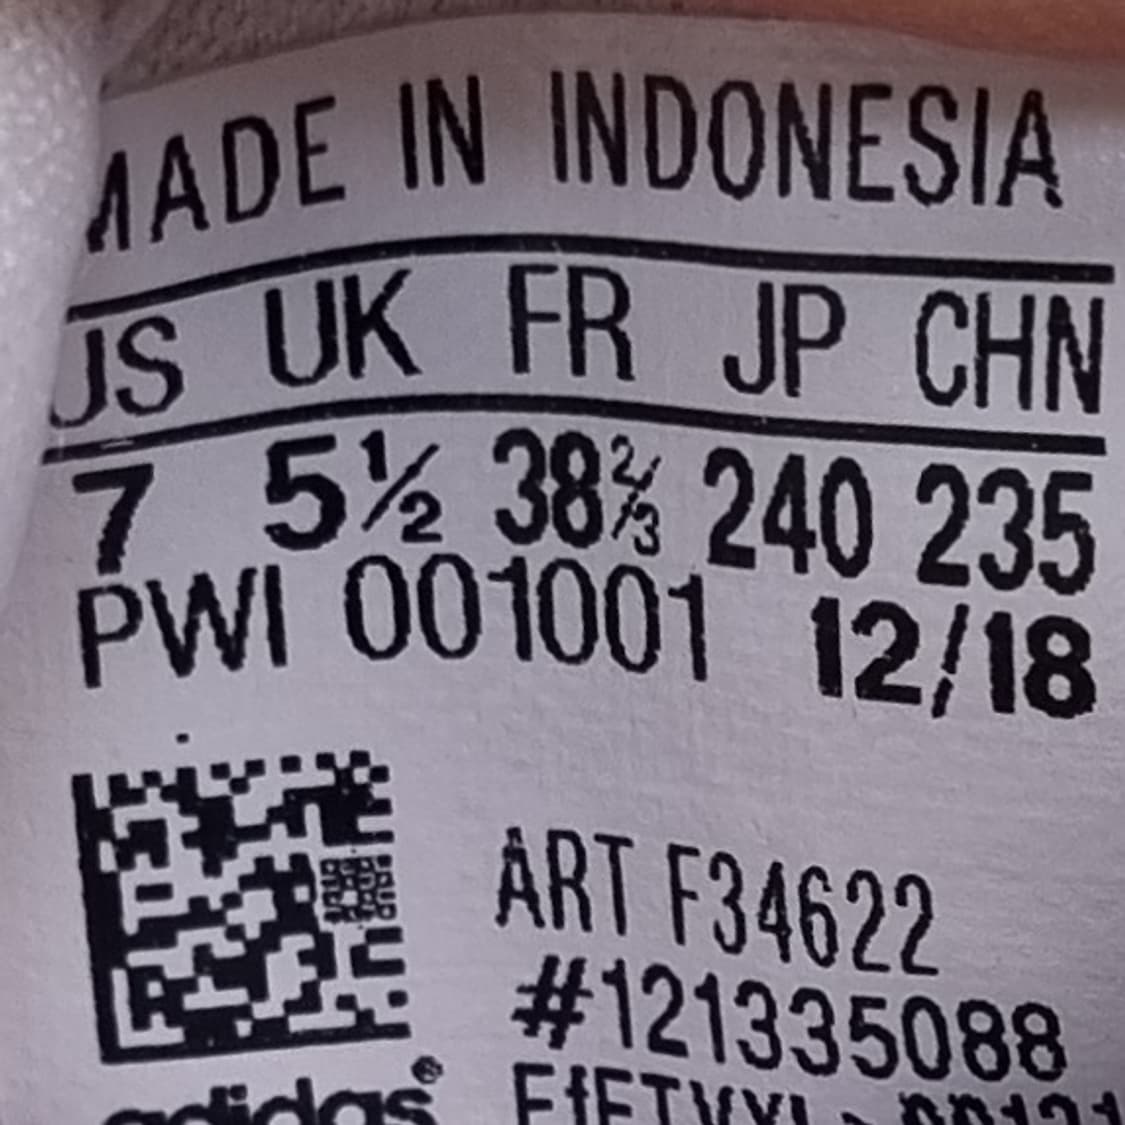 MADE IN INDONESIA
US UK FR JP CHN
7 5½ 38⅔ 240 235
PWI 001001 12/18
ART F34622
#121335088
adidas®